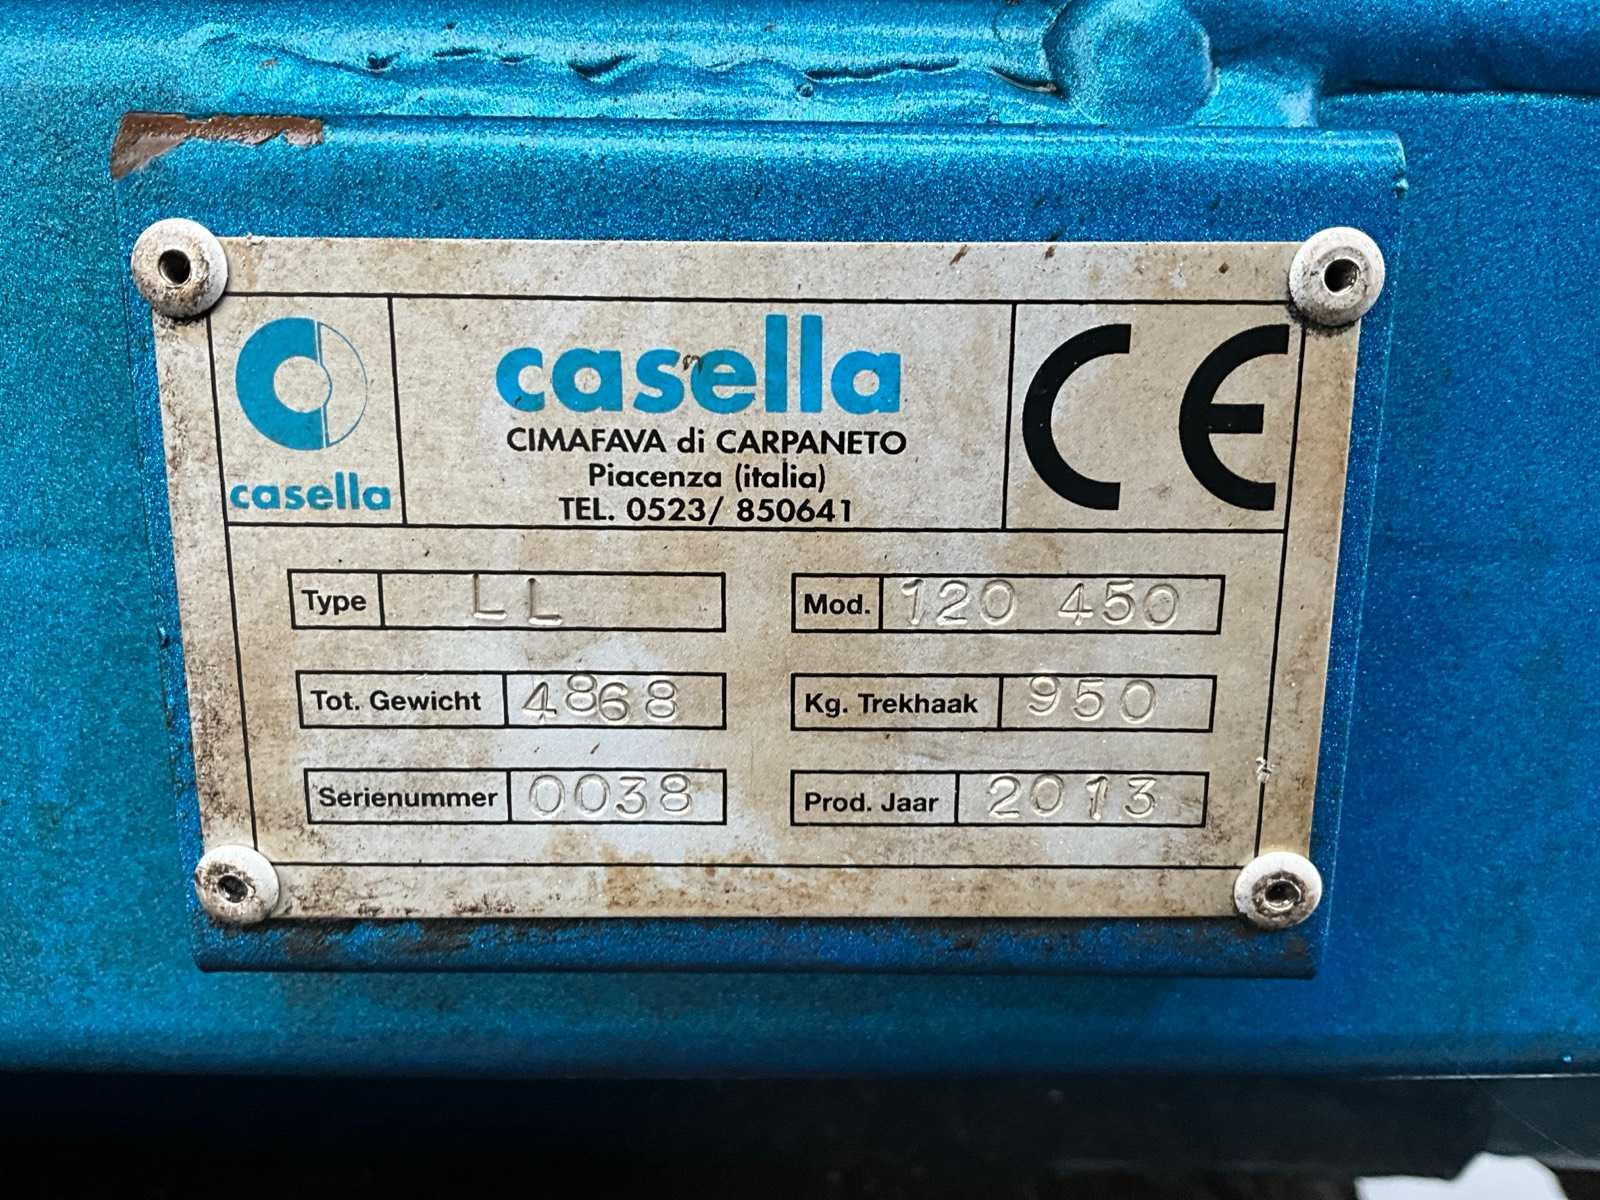 casella
casella
CIMAFAVA di CARPANETO
Piacenza (italia)
TEL. 0523/ 850641
CE
Type LL
Mod. 120 450
Tot. Gewicht 4868
Kg. Trekhaak 950
Serienummer 0038
Prod. Jaar 2013